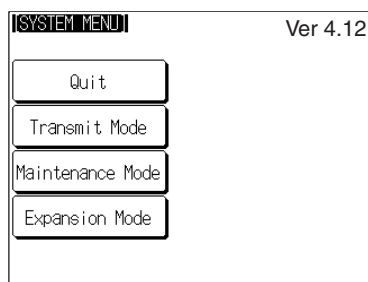 [SYSTEM MENU]
Ver 4.12
Quit
Transmit Mode
Maintenance Mode
Expansion Mode